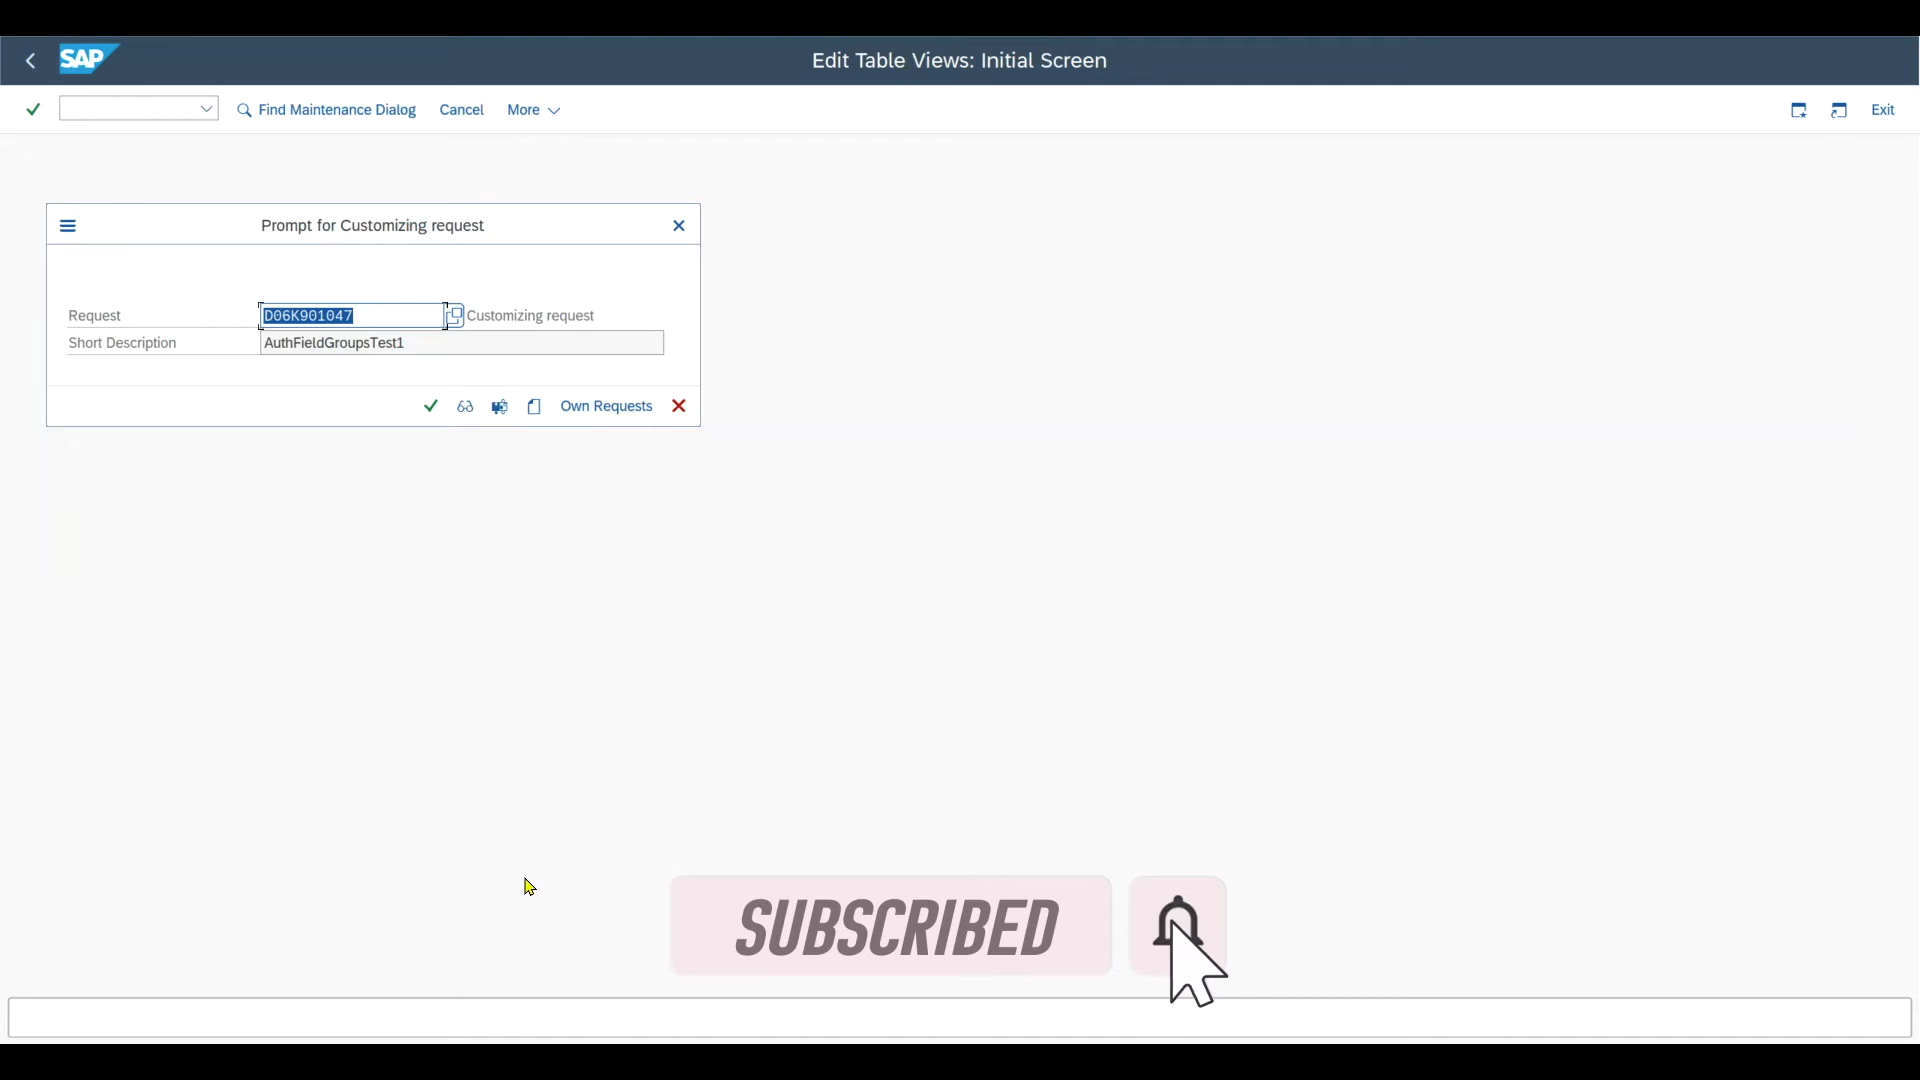 SAP
Edit Table Views: Initial Screen
Find Maintenance Dialog
Cancel
More
Exit
Prompt for Customizing request
Request
D06K901047
Customizing request
Short Description
AuthFieldGroupsTest1
Own Requests
SUBSCRIBED